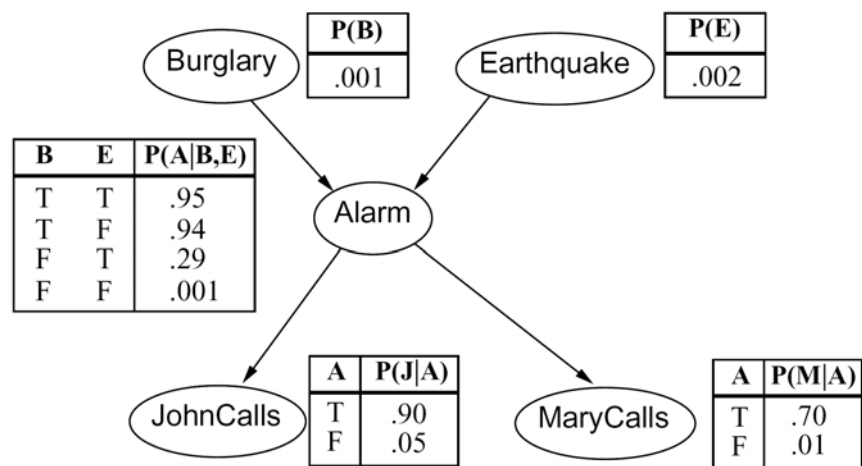 P(B)
Burglary
.001
P(E)
Earthquake
.002
B E P(A|B,E)
T T .95
T F .94
F T .29
F F .001
Alarm
JohnCalls
A P(J|A)
T .90
F .05
MaryCalls
A P(M|A)
T .70
F .01